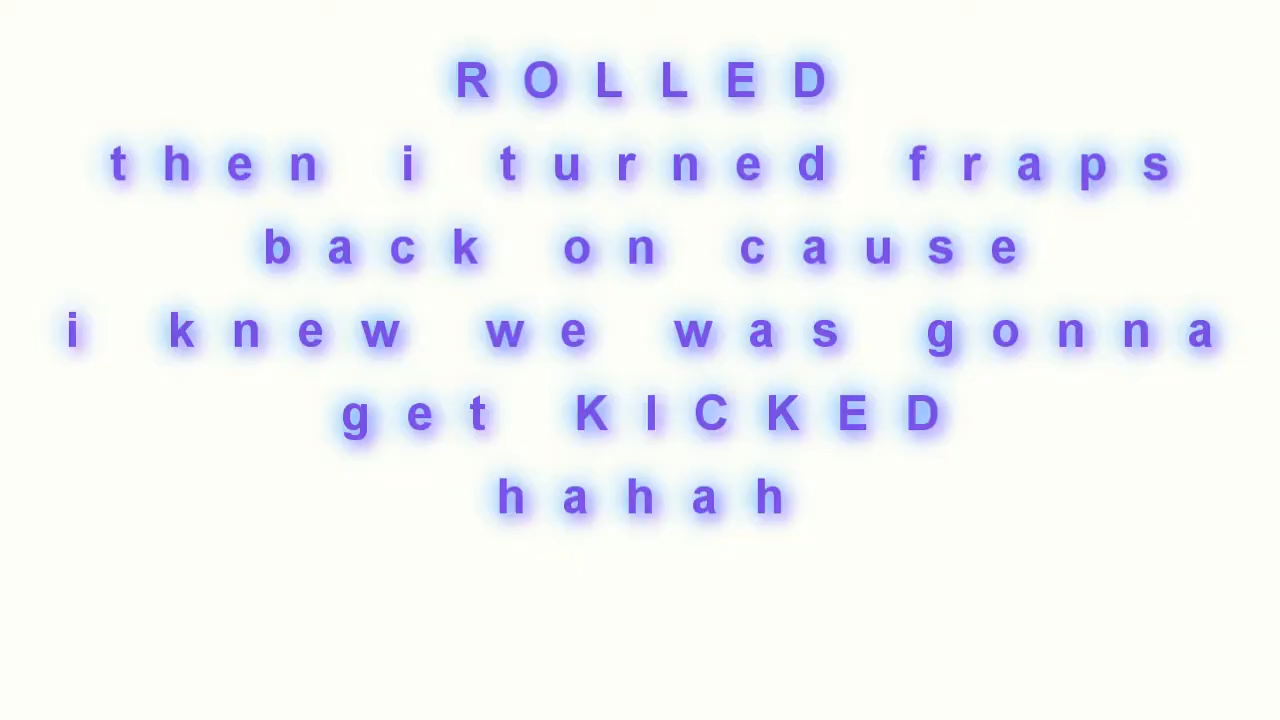 ROLLED
then i turned fraps
back on cause
i knew we was gonna
get KICKED
hahah